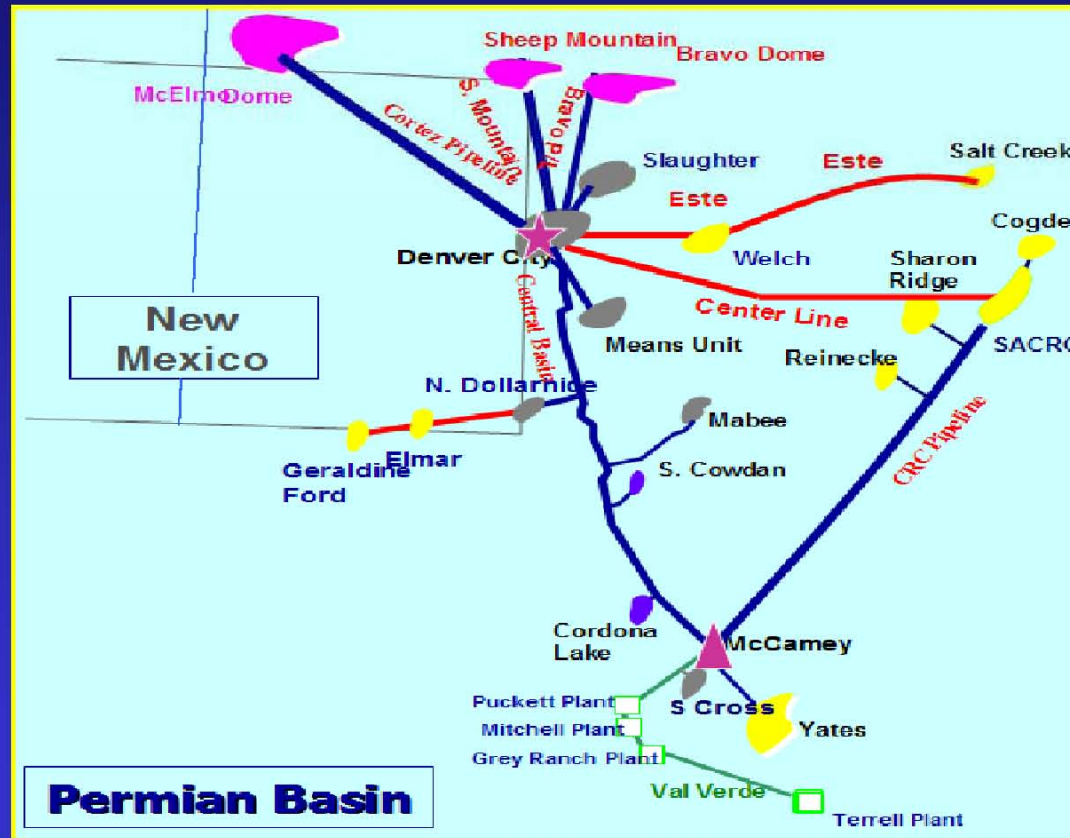 Sheep Mountain
Bravo Dome
McElmo Dome
Cortez Pipeline
S. Mountain
Bravo P/L
Slaughter
Este
Este
Salt Creek
Cogde
Denver City
Welch
Sharon
Ridge
Central Basin
Center Line
New
Mexico
Means Unit
Reinecke
SACRO
N. Dollarhide
Mabee
CRC Pipeline
Elmar
Geraldine
Ford
S. Cowdan
Cordona
Lake
McCamey
Puckett Plant
S Cross
Mitchell Plant
Yates
Grey Ranch Plant
Val Verde
Permian Basin
Terrell Plant